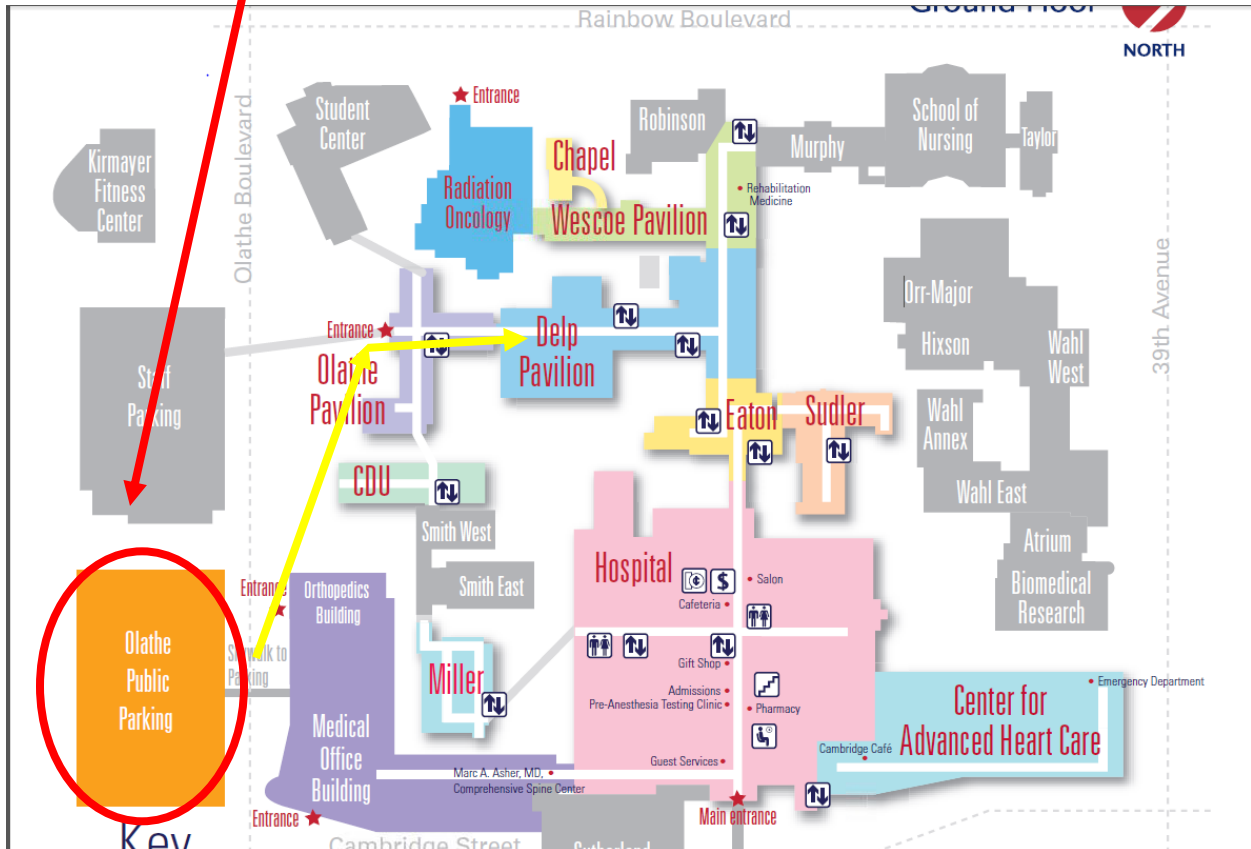 Rainbow Boulevard
Ground Floor
NORTH
Student
Center
Entrance
Robinson
School of
Nursing
Taylor
Murphy
Kirmayer
Fitness
Center
Olathe Boulevard
Chapel
Radiation
Oncology
Rehabilitation
Medicine
Wescoe Pavilion
39th Avenue
Orr-Major
Hixson
Wahl
West
Entrance
Delp
Pavilion
Olathe
Pavilion
Staff
Parking
Eaton
Sudler
Wahl
Annex
CDU
Wahl East
Smith West
Atrium
Hospital
$
Salon
Cafeteria
Smith East
Biomedical
Research
Entrance
Orthopedics
Building
Olathe
Public
Parking
Skywalk to
Parking
Miller
Gift Shop
Admissions
Pre-Anesthesia Testing Clinic
Pharmacy
Emergency Department
Center for
Advanced Heart Care
Medical
Office
Building
Cambridge Café
Guest Services
Marc A. Asher, MD,
Comprehensive Spine Center
Main entrance
Entrance
Key
Cambridge Street
Sutherland